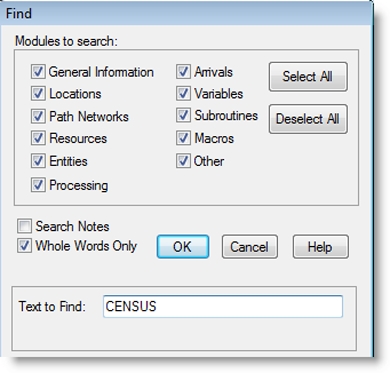 Find
Modules to search:
General Information
Arrivals
Select All
Locations
Variables
Path Networks
Subroutines
Deselect All
Resources
Macros
Entities
Other
Processing
Search Notes
Whole Words Only
OK
Cancel
Help
Text to Find:
CENSUS